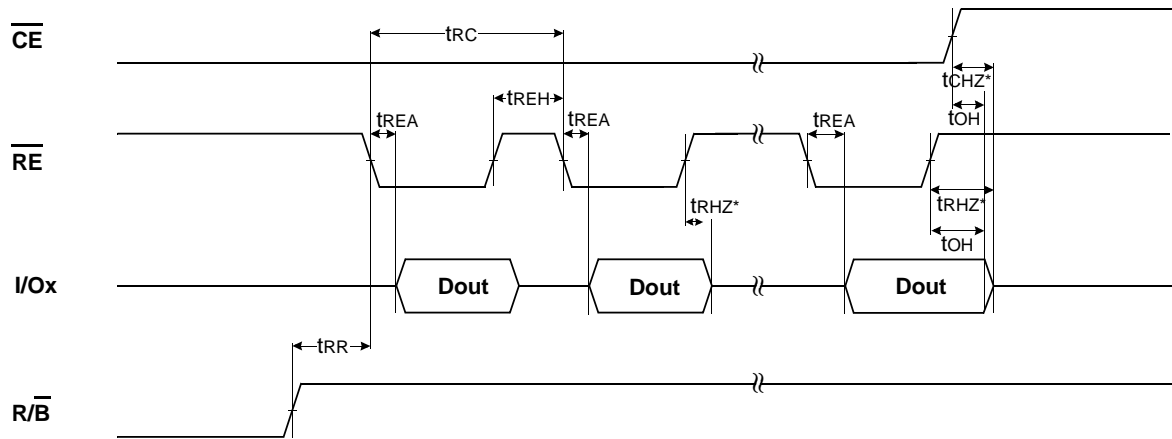 CE
tRC
tCHZ*
tREH
tREA
tREA
tREA
tOH
RE
tRHZ*
tRHZ*
tOH
I/Ox
Dout
Dout
Dout
tRR
R/B